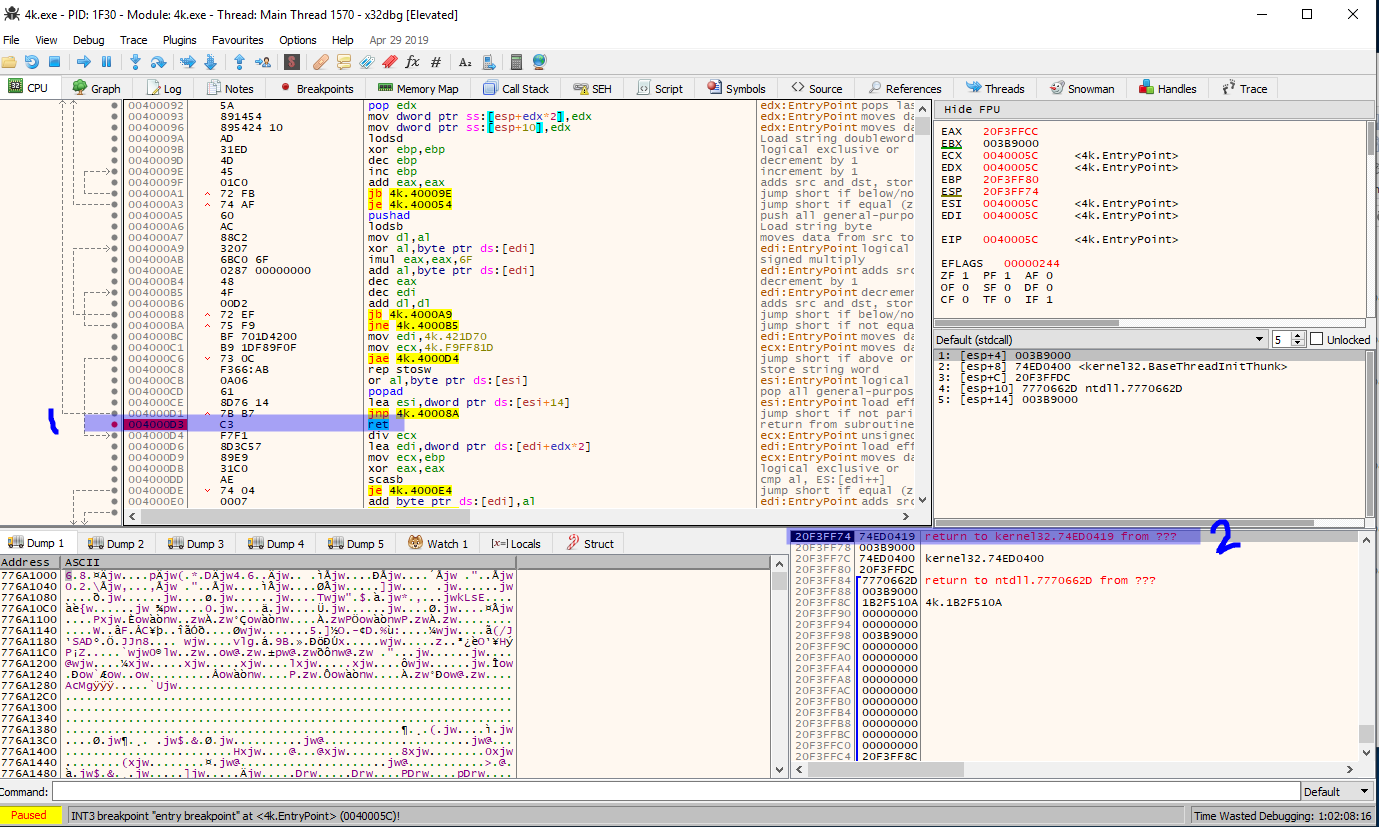 4k.exe - PID: 1F30 - Module: 4k.exe - Thread: Main Thread 1570 - x32dbg [Elevated]
File View Debug Trace Plugins Favourites Options Help Apr 29 2019
CPU Graph Log Notes Breakpoints Memory Map Call Stack SEH Script Symbols Source References Threads Snowman Handles Trace
00400092 5A pop edx edx:EntryPoint pops las
00400093 891454 mov dword ptr ss:[esp+edx*2],edx edx:EntryPoint moves da
00400096 895424 10 mov dword ptr ss:[esp+10],edx edx:EntryPoint moves da
0040009A AD lodsd Load string doubleword
0040009B 31ED xor ebp,ebp logical exclusive or
0040009D 4D dec ebp decrement by 1
0040009E 45 inc ebp increment by 1
0040009F 01C0 add eax,eax adds src and dst, stor
004000A1 72 FB jb 4k.40009E jump short if below/no
004000A3 74 AF je 4k.400054 jump short if equal (z
004000A5 60 pushad push all general-purpo
004000A6 AC lodsb Load string byte
004000A7 88C2 mov dl,al moves data from src to
004000A9 3207 xor al,byte ptr ds:[edi] edi:EntryPoint logical
004000AB 6BC0 6F imul eax,eax,6F signed multiply
004000AE 0287 00000000 add al,byte ptr ds:[edi] edi:EntryPoint adds src
004000B4 48 dec eax decrement by 1
004000B5 4F dec edi edi:EntryPoint decremen
004000B6 00D2 add dl,dl adds src and dst, stor
004000B8 72 EF jb 4k.4000A9 jump short if below/no
004000BA 75 F9 jne 4k.4000B5 jump short if not equa
004000BC BF 701D4200 mov edi,4k.421D70 edi:EntryPoint moves da
004000C1 B9 1DF89F0F mov ecx,4k.F9FF81D ecx:EntryPoint moves da
004000C6 73 0C jae 4k.4000D4 jump short if above or
004000C8 F366:AB rep stosw store string word
004000CB 0A06 or al,byte ptr ds:[esi] esi:EntryPoint logical
004000CD 61 popad pop all general-purpos
004000CE 8D76 14 lea esi,dword ptr ds:[esi+14] esi:EntryPoint load eff
004000D1 7B B7 jnp 4k.40008A jump short if not pari
1 004000D3 C3 ret return from subroutine
004000D4 F7F1 div ecx ecx:EntryPoint unsigned
004000D6 8D3C57 lea edi,dword ptr ds:[edi+edx*2] edi:EntryPoint load eff
004000D9 89E9 mov ecx,ebp ecx:EntryPoint moves da
004000DB 31C0 xor eax,eax logical exclusive or
004000DD AE scasb cmp al, ES:[edi++]
004000DE 74 04 je 4k.4000E4 jump short if equal (z
004000E0 0007 add byte ptr ds:[edi],al edi:EntryPoint adds src
Hide FPU
EAX 20F3FFCC
EBX 003B9000
ECX 0040005C <4k.EntryPoint>
EDX 0040005C <4k.EntryPoint>
EBP 20F3FF80
ESP 20F3FF74
ESI 0040005C <4k.EntryPoint>
EDI 0040005C <4k.EntryPoint>
EIP 0040005C <4k.EntryPoint>
EFLAGS 00000244
ZF 1 PF 1 AF 0
OF 0 SF 0 DF 0
CF 0 TF 0 IF 1
Default (stdcall) 5 Unlocked
1: [esp+4] 003B9000
2: [esp+8] 74ED0400 <kernel32.BaseThreadInitThunk>
3: [esp+C] 20F3FFDC
4: [esp+10] 7770662D ntdll.7770662D
5: [esp+14] 003B9000
Dump 1 Dump 2 Dump 3 Dump 4 Dump 5 Watch 1 [x=] Locals Struct
Address ASCII
776A1000
776A1040
776A1080
776A10C0
776A1100
776A1140
776A1180
776A11C0
776A1200
776A1240
776A1280
776A12C0
776A1300
776A1340
776A1380
776A13C0
776A1400
776A1440
776A1480
20F3FF74 74ED0419 return to kernel32.74ED0419 from ??? 2
20F3FF78 003B9000
20F3FF7C 74ED0400 kernel32.74ED0400
20F3FF80 20F3FFDC
20F3FF84 7770662D return to ntdll.7770662D from ???
20F3FF88 003B9000
20F3FF8C 1B2F510A 4k.1B2F510A
20F3FF90 00000000
20F3FF94 00000000
20F3FF98 003B9000
20F3FF9C 00000000
20F3FFA0 00000000
20F3FFA4 00000000
20F3FFA8 00000000
20F3FFAC 00000000
20F3FFB0 00000000
20F3FFB4 00000000
20F3FFB8 00000000
20F3FFBC 00000000
20F3FFC0 00000000
20F3FFC4 20F3FF8C
Command: Default
Paused INT3 breakpoint "entry breakpoint" at <4k.EntryPoint> (0040005C)! Time Wasted Debugging: 1:02:08:16